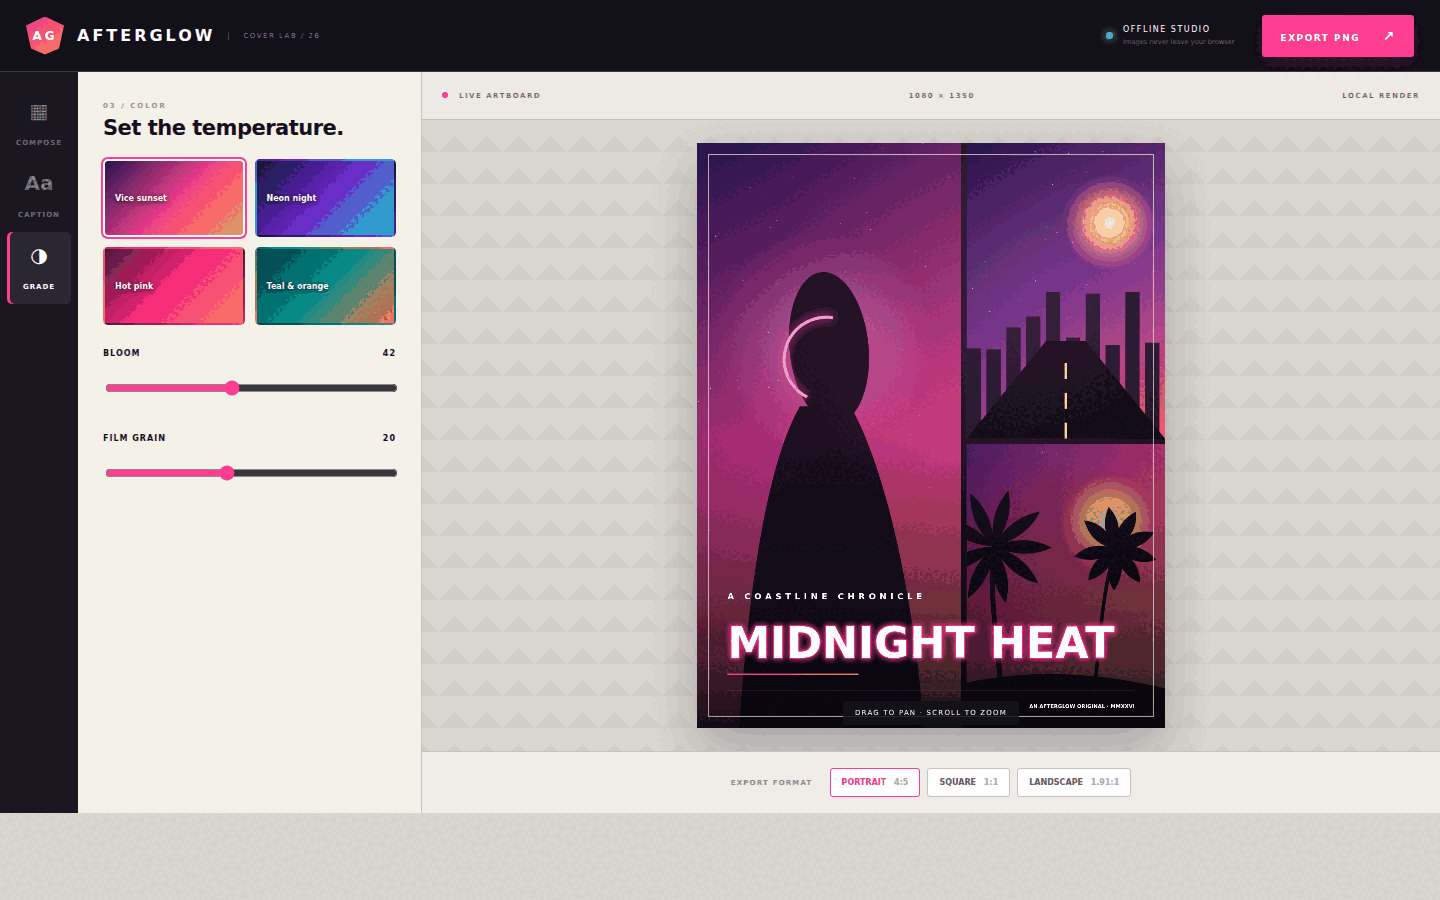 AG AFTERGLOW | COVER LAB / 26
OFFLINE STUDIO
Images never leave your browser
EXPORT PNG ↗
COMPOSE
Aa
CAPTION
GRADE
03 / COLOR
Set the temperature.
Vice sunset
Neon night
Hot pink
Teal & orange
BLOOM 42
FILM GRAIN 20
LIVE ARTBOARD
1080 × 1350
LOCAL RENDER
A COASTLINE CHRONICLE
MIDNIGHT HEAT
AN AFTERGLOW ORIGINAL · MMXXVI
DRAG TO PAN · SCROLL TO ZOOM
EXPORT FORMAT
PORTRAIT 4:5
SQUARE 1:1
LANDSCAPE 1.91:1